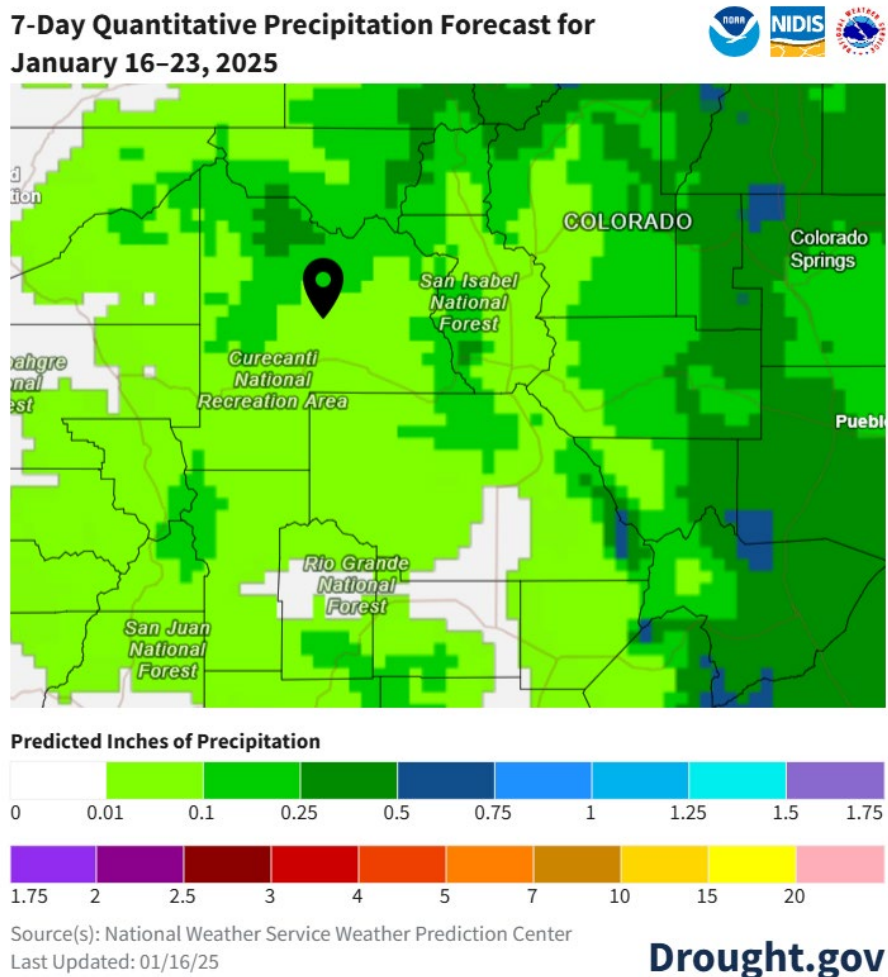 7-Day Quantitative Precipitation Forecast for
January 16–23, 2025
NOAA
NIDIS
COLORADO
Colorado
Springs
San Isabel
National
Forest
Curecanti
National
Recreation Area
Rio Grande
National
Forest
San Juan
National
Forest
Predicted Inches of Precipitation
0 0.01 0.1 0.25 0.5 0.75 1 1.25 1.5 1.75
1.75 2 2.5 3 4 5 7 10 15 20
Source(s): National Weather Service Weather Prediction Center
Last Updated: 01/16/25
Drought.gov